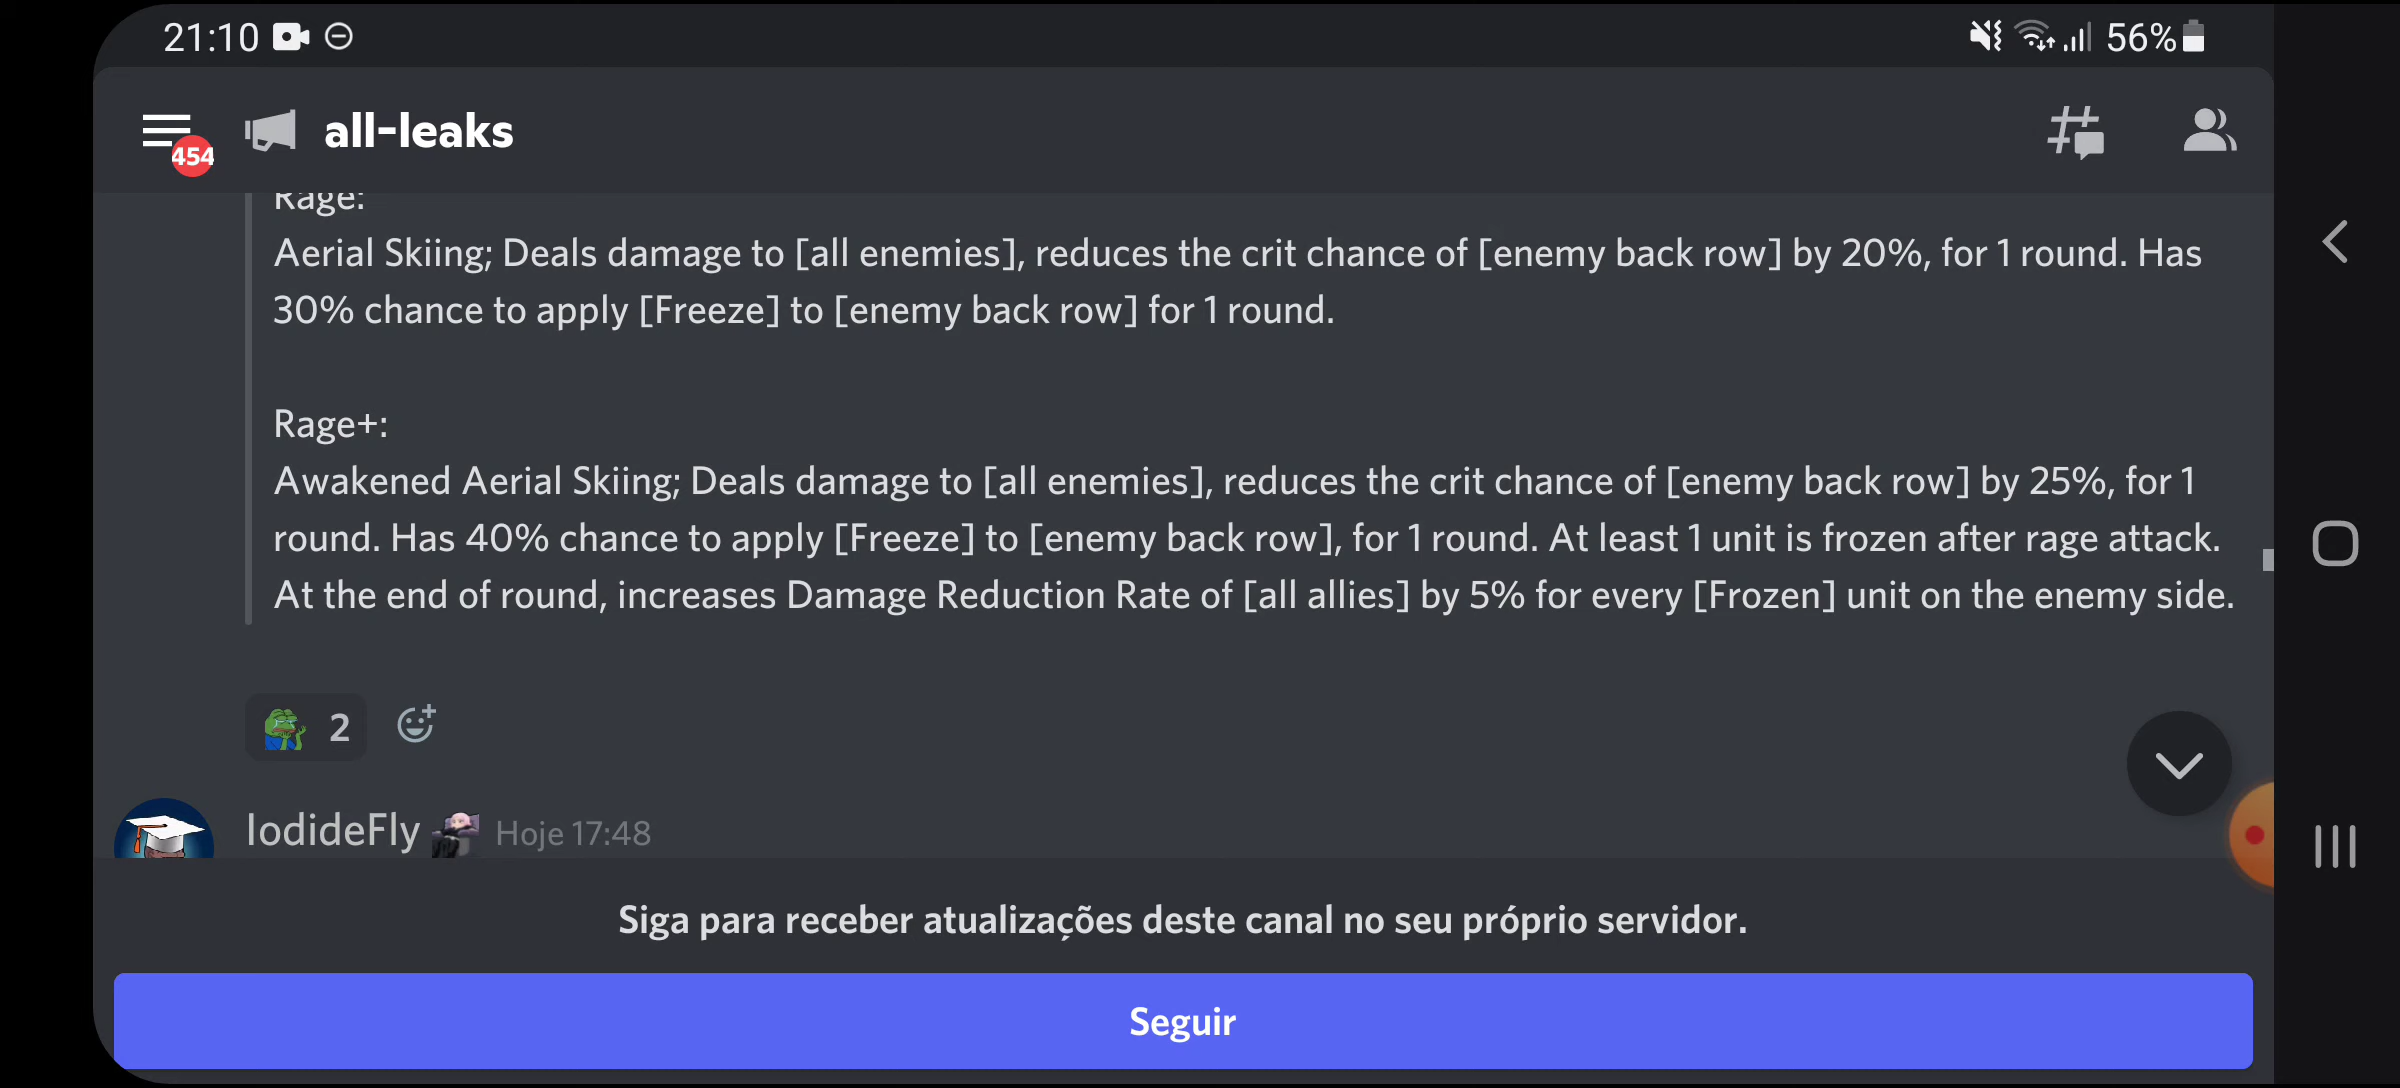 21:10
56%
454
all-leaks
Rage:
Aerial Skiing; Deals damage to [all enemies], reduces the crit chance of [enemy back row] by 20%, for 1 round. Has
30% chance to apply [Freeze] to [enemy back row] for 1 round.
Rage+:
Awakened Aerial Skiing; Deals damage to [all enemies], reduces the crit chance of [enemy back row] by 25%, for 1
round. Has 40% chance to apply [Freeze] to [enemy back row], for 1 round. At least 1 unit is frozen after rage attack.
At the end of round, increases Damage Reduction Rate of [all allies] by 5% for every [Frozen] unit on the enemy side.
2
IodideFly Hoje 17:48
Siga para receber atualizações deste canal no seu próprio servidor.
Seguir